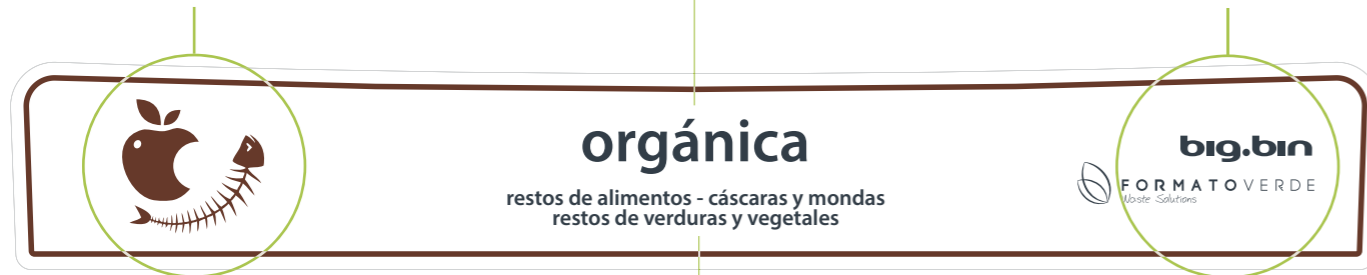 orgánica
restos de alimentos - cáscaras y mondas
restos de verduras y vegetales
big.bin
FORMATOVERDE
Waste Solutions